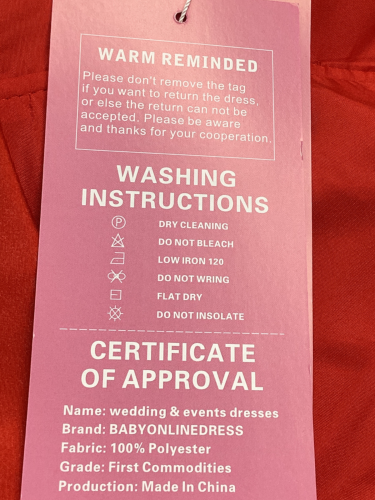 WARM REMINDED
Please don't remove the tag
if you want to return the dress,
or else the return can not be
accepted. Please be aware
and thanks for your cooperation.
WASHING
INSTRUCTIONS
P DRY CLEANING
DO NOT BLEACH
LOW IRON 120
DO NOT WRING
FLAT DRY
DO NOT INSOLATE
CERTIFICATE
OF APPROVAL
Name: wedding & events dresses
Brand: BABYONLINEDRESS
Fabric: 100% Polyester
Grade: First Commodities
Production: Made In China